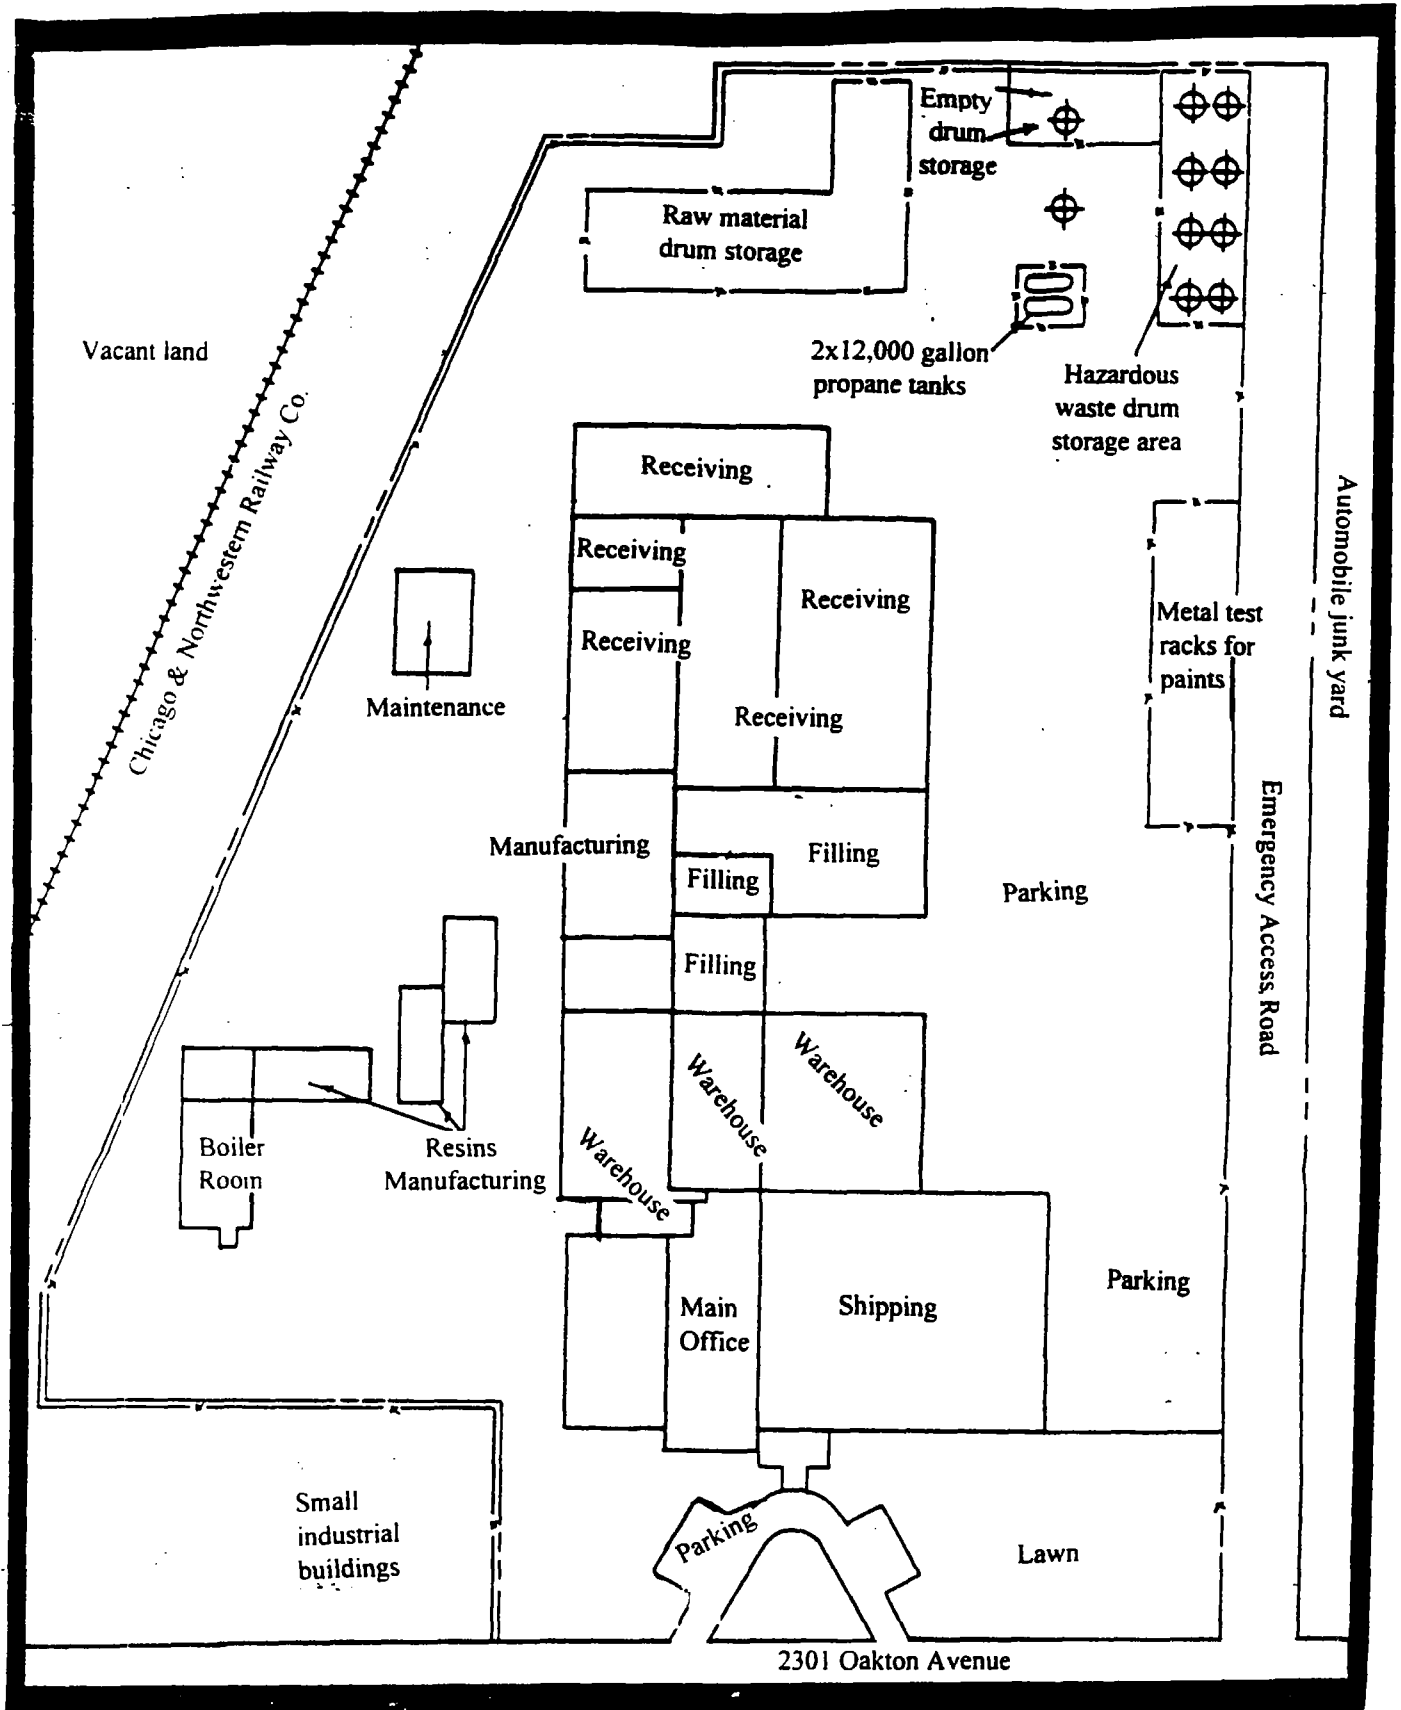 Empty
drum
storage
Raw material
drum storage
Vacant land
2x12,000 gallon
propane tanks
Hazardous
waste drum
storage area
Chicago & Northwestern Railway Co.
Receiving
Receiving
Receiving
Receiving
Receiving
Automobile junk yard
Metal test
racks for
paints
Maintenance
Manufacturing
Filling
Filling
Filling
Parking
Emergency Access Road
Warehouse
Warehouse
Warehouse
Boiler
Room
Resins
Manufacturing
Parking
Main
Office
Shipping
Small
industrial
buildings
Parking
Lawn
2301 Oakton Avenue